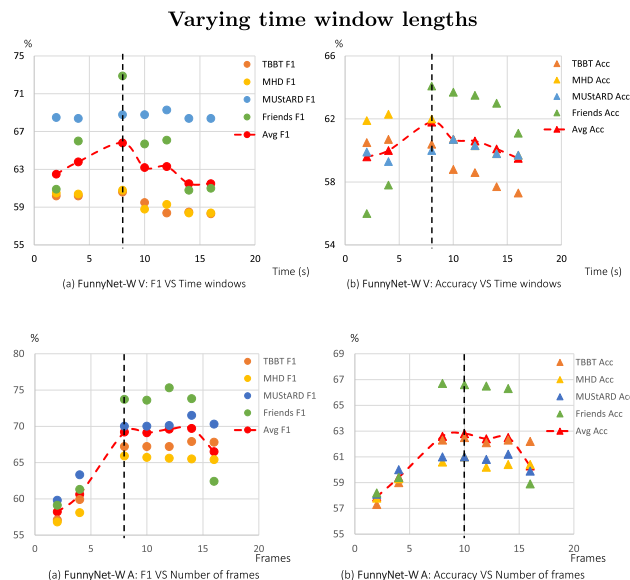 Varying time window lengths
%
75
71
67
63
59
55
0 5 10 15 20
Time (s)
TBBT F1
MHD F1
MUStARD F1
Friends F1
Avg F1
(a) FunnyNet-W V: F1 VS Time windows
%
66
62
58
54
0 5 10 15 20
Time (s)
TBBT Acc
MHD Acc
MUStARD Acc
Friends Acc
Avg Acc
(b) FunnyNet-W V: Accuracy VS Time windows
%
80
75
70
65
60
55
0 5 10 15 20
Frames
TBBT F1
MHD F1
MUStARD F1
Friends F1
Avg F1
(a) FunnyNet-W A: F1 VS Number of frames
%
69
67
65
63
61
59
57
55
0 5 10 15 20
Frames
TBBT Acc
MHD Acc
MUStARD Acc
Friends Acc
Avg Acc
(b) FunnyNet-W A: Accuracy VS Number of frames